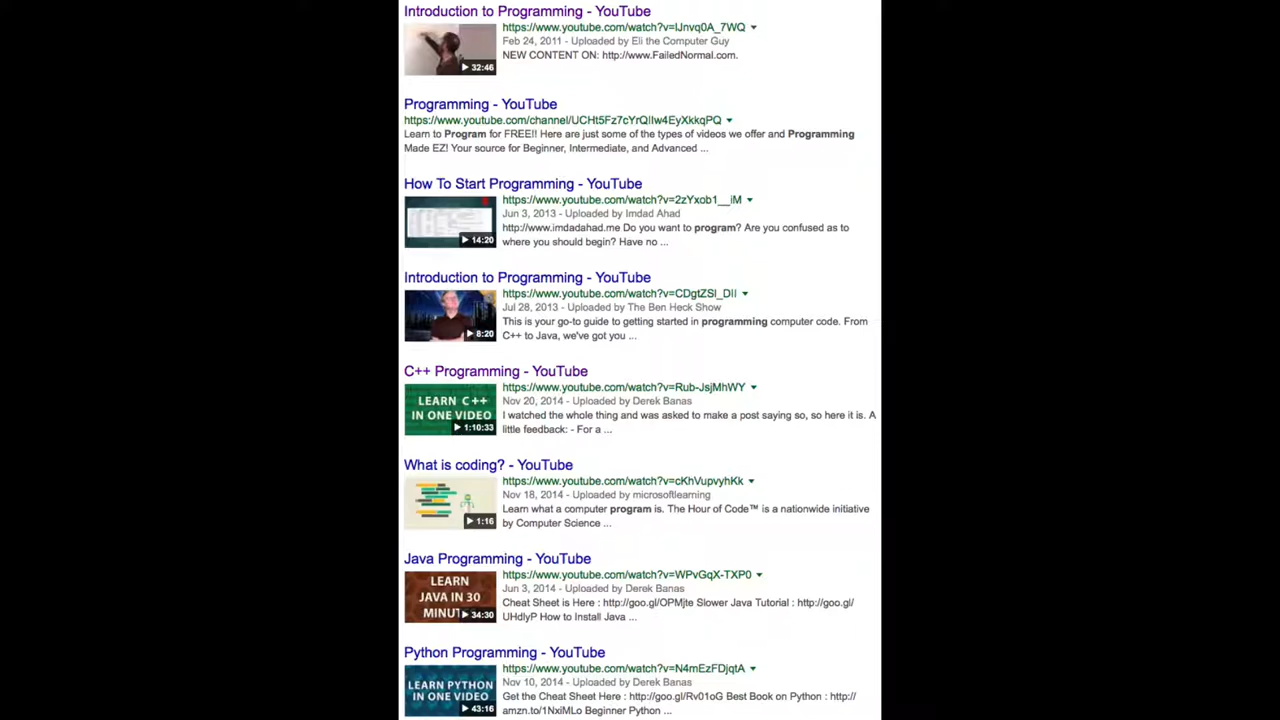 Introduction to Programming - YouTube
https://www.youtube.com/watch?v=lJnvq0A_7WQ
Feb 24, 2011 - Uploaded by Eli the Computer Guy
NEW CONTENT ON: http://www.FailedNormal.com.
32:46
Programming - YouTube
https://www.youtube.com/channel/UCHt5Fz7cYrQIIw4EyXkkqPQ
Learn to Program for FREE!! Here are just some of the types of videos we offer and Programming
Made EZ! Your source for Beginner, Intermediate, and Advanced ...
How To Start Programming - YouTube
https://www.youtube.com/watch?v=2zYxob1__iM
Jun 3, 2013 - Uploaded by Imdad Ahad
http://www.imdadahad.me Do you want to program? Are you confused as to
where you should begin? Have no ...
14:20
Introduction to Programming - YouTube
https://www.youtube.com/watch?v=CDgtZSl_DII
Jul 28, 2013 - Uploaded by The Ben Heck Show
This is your go-to guide to getting started in programming computer code. From
C++ to Java, we've got you ...
8:20
C++ Programming - YouTube
https://www.youtube.com/watch?v=Rub-JsjMhWY
Nov 20, 2014 - Uploaded by Derek Banas
I watched the whole thing and was asked to make a post saying so, so here it is. A
little feedback: - For a ...
LEARN C++
IN ONE VIDEO
1:10:33
What is coding? - YouTube
https://www.youtube.com/watch?v=cKhVupvyhKk
Nov 18, 2014 - Uploaded by microsoftlearning
Learn what a computer program is. The Hour of Code™ is a nationwide initiative
by Computer Science ...
1:16
Java Programming - YouTube
https://www.youtube.com/watch?v=WPvGqX-TXP0
Jun 3, 2014 - Uploaded by Derek Banas
Cheat Sheet is Here : http://goo.gl/OPMjte Slower Java Tutorial : http://goo.gl/
UHdlyP How to Install Java ...
LEARN
JAVA IN 30
34:30
Python Programming - YouTube
https://www.youtube.com/watch?v=N4mEzFDjqtA
Nov 10, 2014 - Uploaded by Derek Banas
Get the Cheat Sheet Here : http://goo.gl/Rv01oG Best Book on Python : http://
amzn.to/1NxiMLo Beginner Python ...
LEARN PYTHON
IN ONE VIDEO
43:16